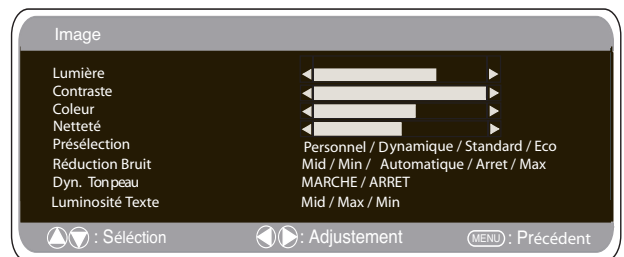 Image
Lumière
Contraste
Coleur
Netteté
Présélection Personnel / Dynamique / Standard / Eco
Réduction Bruit Mid / Min / Automatique / Arret / Max
Dyn. Tonpeau MARCHE / ARRET
Luminosité Texte Mid / Max / Min
: Séléction : Adjustement MENU : Précédent